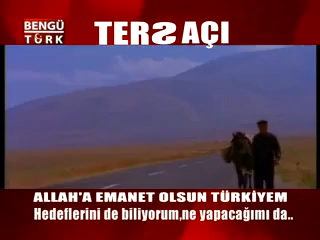 BENGÜ
TÜRK
TERS AÇI
ALLAH'A EMANET OLSUN TÜRKİYEM
Hedeflerini de biliyorum,ne yapacağımı da..